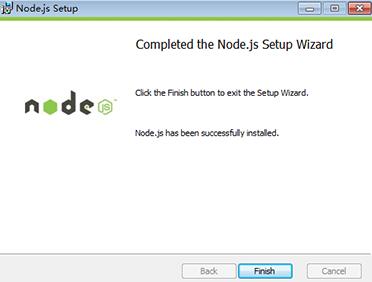 Node.js Setup
Completed the Node.js Setup Wizard
Click the Finish button to exit the Setup Wizard.
node JS™
Node.js has been successfully installed.
Back Finish Cancel